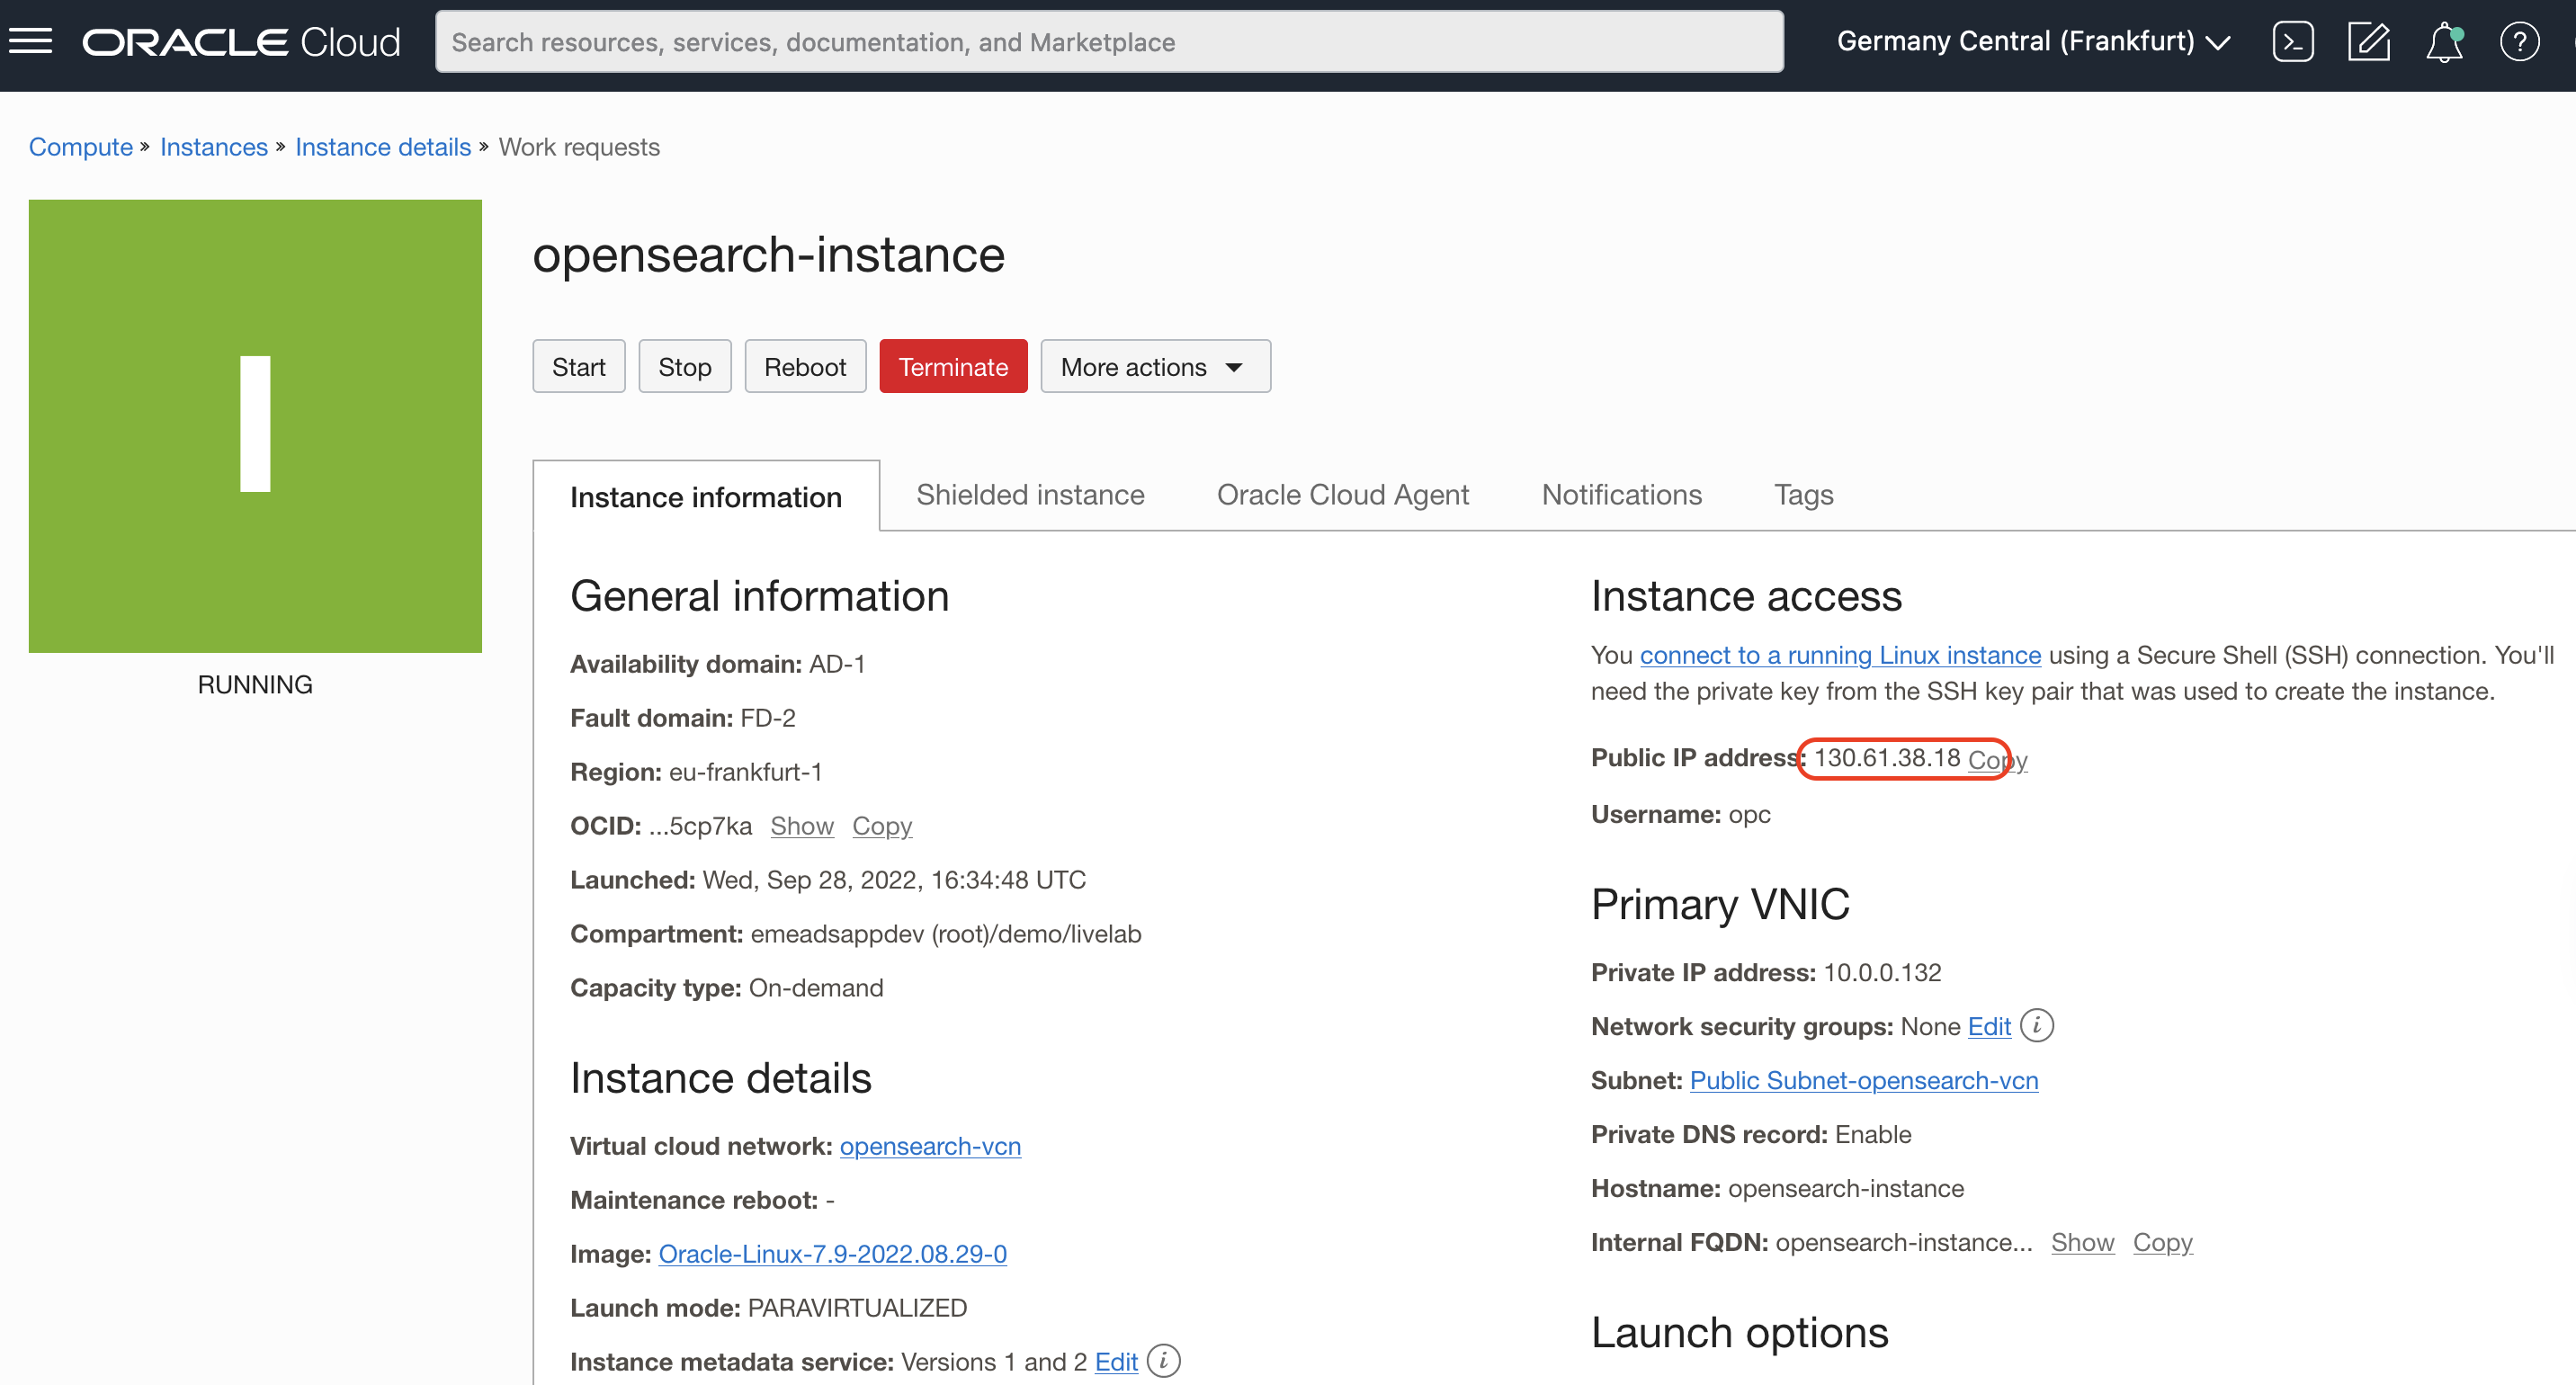 ORACLE Cloud
Search resources, services, documentation, and Marketplace
Germany Central (Frankfurt)
Compute » Instances » Instance details » Work requests
I
RUNNING
opensearch-instance
Start Stop Reboot Terminate More actions
Instance information Shielded instance Oracle Cloud Agent Notifications Tags
General information
Availability domain: AD-1
Fault domain: FD-2
Region: eu-frankfurt-1
OCID: ...5cp7ka Show Copy
Launched: Wed, Sep 28, 2022, 16:34:48 UTC
Compartment: emeadsappdev (root)/demo/livelab
Capacity type: On-demand
Instance details
Virtual cloud network: opensearch-vcn
Maintenance reboot: -
Image: Oracle-Linux-7.9-2022.08.29-0
Launch mode: PARAVIRTUALIZED
Instance metadata service: Versions 1 and 2 Edit i
Instance access
You connect to a running Linux instance using a Secure Shell (SSH) connection. You'll
need the private key from the SSH key pair that was used to create the instance.
Public IP address: 130.61.38.18 Copy
Username: opc
Primary VNIC
Private IP address: 10.0.0.132
Network security groups: None Edit i
Subnet: Public Subnet-opensearch-vcn
Private DNS record: Enable
Hostname: opensearch-instance
Internal FQDN: opensearch-instance... Show Copy
Launch options